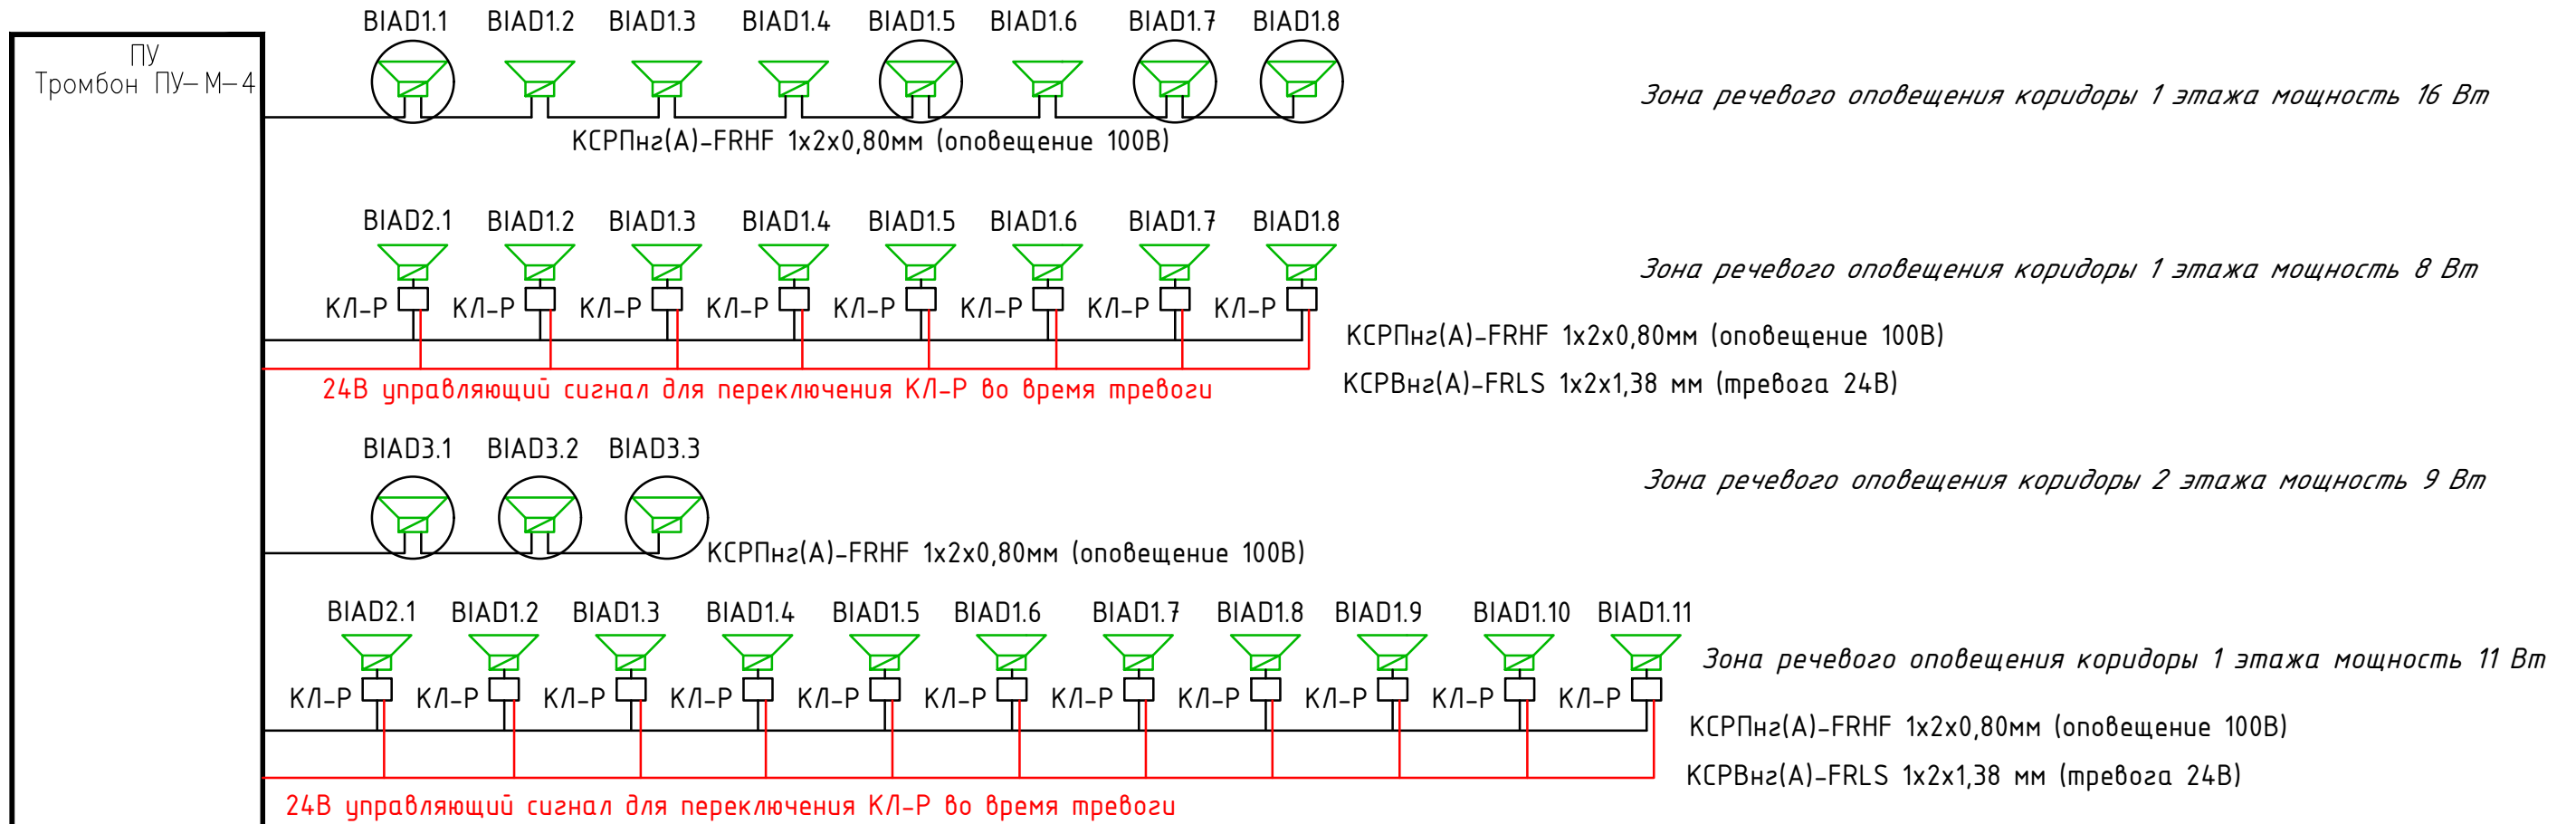 ПУ
Тромбон ПУ-М-4
BIAD1.1 BIAD1.2 BIAD1.3 BIAD1.4 BIAD1.5 BIAD1.6 BIAD1.7 BIAD1.8
Зона речевого оповещения коридоры 1 этажа мощность 16 Вт
КСРПнг(А)-FRHF 1х2х0,80мм (оповещение 100В)
BIAD2.1 BIAD1.2 BIAD1.3 BIAD1.4 BIAD1.5 BIAD1.6 BIAD1.7 BIAD1.8
Зона речевого оповещения коридоры 1 этажа мощность 8 Вт
КЛ-Р КЛ-Р КЛ-Р КЛ-Р КЛ-Р КЛ-Р КЛ-Р КЛ-Р
КСРПнг(А)-FRHF 1х2х0,80мм (оповещение 100В)
24В управляющий сигнал для переключения КЛ-Р во время тревоги
КСРВнг(А)-FRLS 1х2х1,38 мм (тревога 24В)
BIAD3.1 BIAD3.2 BIAD3.3
Зона речевого оповещения коридоры 2 этажа мощность 9 Вт
КСРПнг(А)-FRHF 1х2х0,80мм (оповещение 100В)
BIAD2.1 BIAD1.2 BIAD1.3 BIAD1.4 BIAD1.5 BIAD1.6 BIAD1.7 BIAD1.8 BIAD1.9 BIAD1.10 BIAD1.11
Зона речевого оповещения коридоры 1 этажа мощность 11 Вт
КЛ-Р КЛ-Р КЛ-Р КЛ-Р КЛ-Р КЛ-Р КЛ-Р КЛ-Р КЛ-Р КЛ-Р КЛ-Р
КСРПнг(А)-FRHF 1х2х0,80мм (оповещение 100В)
КСРВнг(А)-FRLS 1х2х1,38 мм (тревога 24В)
24В управляющий сигнал для переключения КЛ-Р во время тревоги